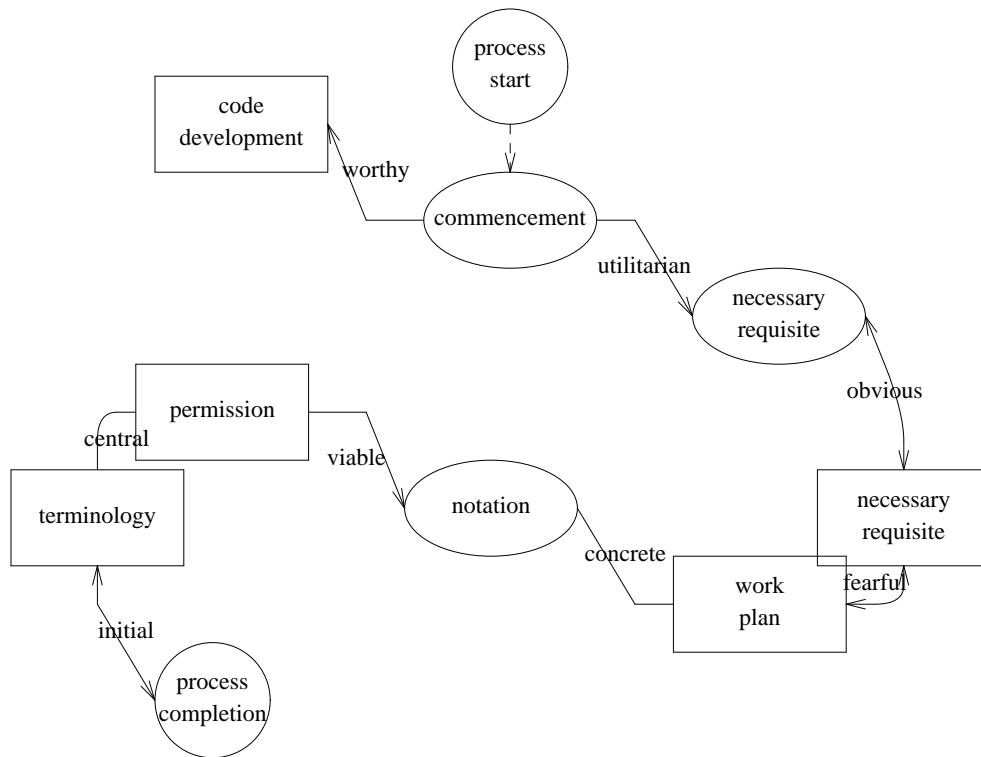 process
start
code
development
worthy
commencement
utilitarian
necessary
requisite
obvious
permission
central
viable
terminology
notation
necessary
requisite
concrete
fearful
work
plan
initial
process
completion